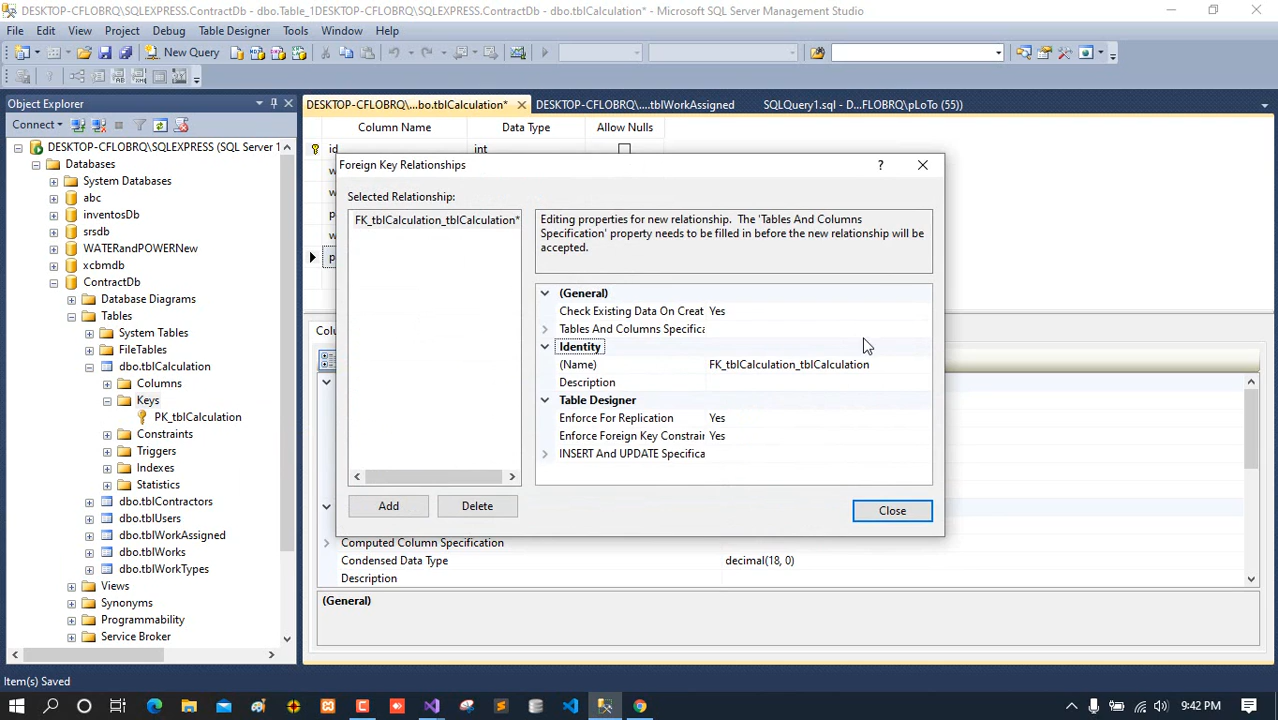 DESKTOP-CFLOBRQ\SQLEXPRESS.ContractDb - dbo.Table_1DESKTOP-CFLOBRQ\SQLEXPRESS.ContractDb - dbo.tblCalculation* - Microsoft SQL Server Management Studio
File Edit View Project Debug Table Designer Tools Window Help
New Query
Object Explorer
DESKTOP-CFLOBRQ\...bo.tblCalculation*
DESKTOP-CFLOBRQ\....tblWorkAssigned
SQLQuery1.sql - D...FLOBRQ\pLoTo (55))
Connect
Column Name Data Type Allow Nulls
id int
DESKTOP-CFLOBRQ\SQLEXPRESS (SQL Server 1
Databases
System Databases
abc
inventosDb
srsdb
WATERandPOWERNew
xcbmdb
ContractDb
Database Diagrams
Tables
System Tables
FileTables
dbo.tblCalculation
Columns
Keys
PK_tblCalculation
Constraints
Triggers
Indexes
Statistics
dbo.tblContractors
dbo.tblUsers
dbo.tblWorkAssigned
dbo.tblWorks
dbo.tblWorkTypes
Views
Synonyms
Programmability
Service Broker
Foreign Key Relationships
?
Selected Relationship:
FK_tblCalculation_tblCalculation*
Editing properties for new relationship. The 'Tables And Columns
Specification' property needs to be filled in before the new relationship will be
accepted.
(General)
Check Existing Data On Creat Yes
Tables And Columns Specifica
Identity
(Name) FK_tblCalculation_tblCalculation
Description
Table Designer
Enforce For Replication Yes
Enforce Foreign Key Constrai Yes
INSERT And UPDATE Specifica
Add Delete Close
Computed Column Specification
Condensed Data Type decimal(18, 0)
Description
(General)
Item(s) Saved
9:42 PM